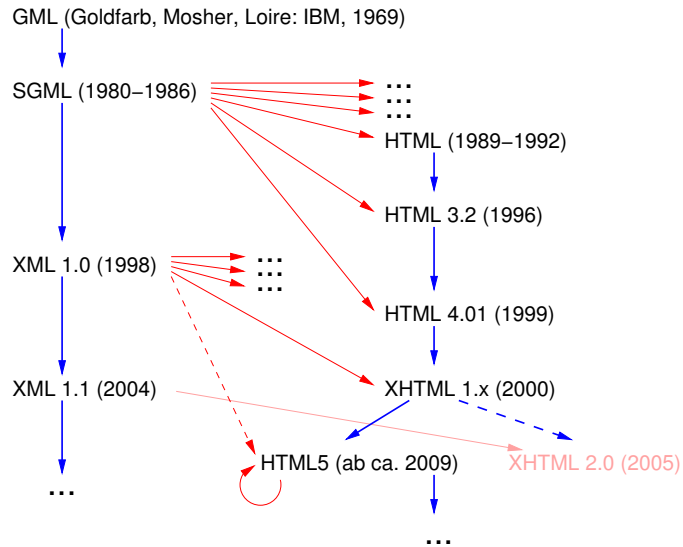 GML (Goldfarb, Mosher, Loire: IBM, 1969)
SGML (1980−1986)
...
...
...
HTML (1989−1992)
HTML 3.2 (1996)
XML 1.0 (1998)
...
...
...
HTML 4.01 (1999)
XML 1.1 (2004)
XHTML 1.x (2000)
HTML5 (ab ca. 2009)
XHTML 2.0 (2005)
...
...